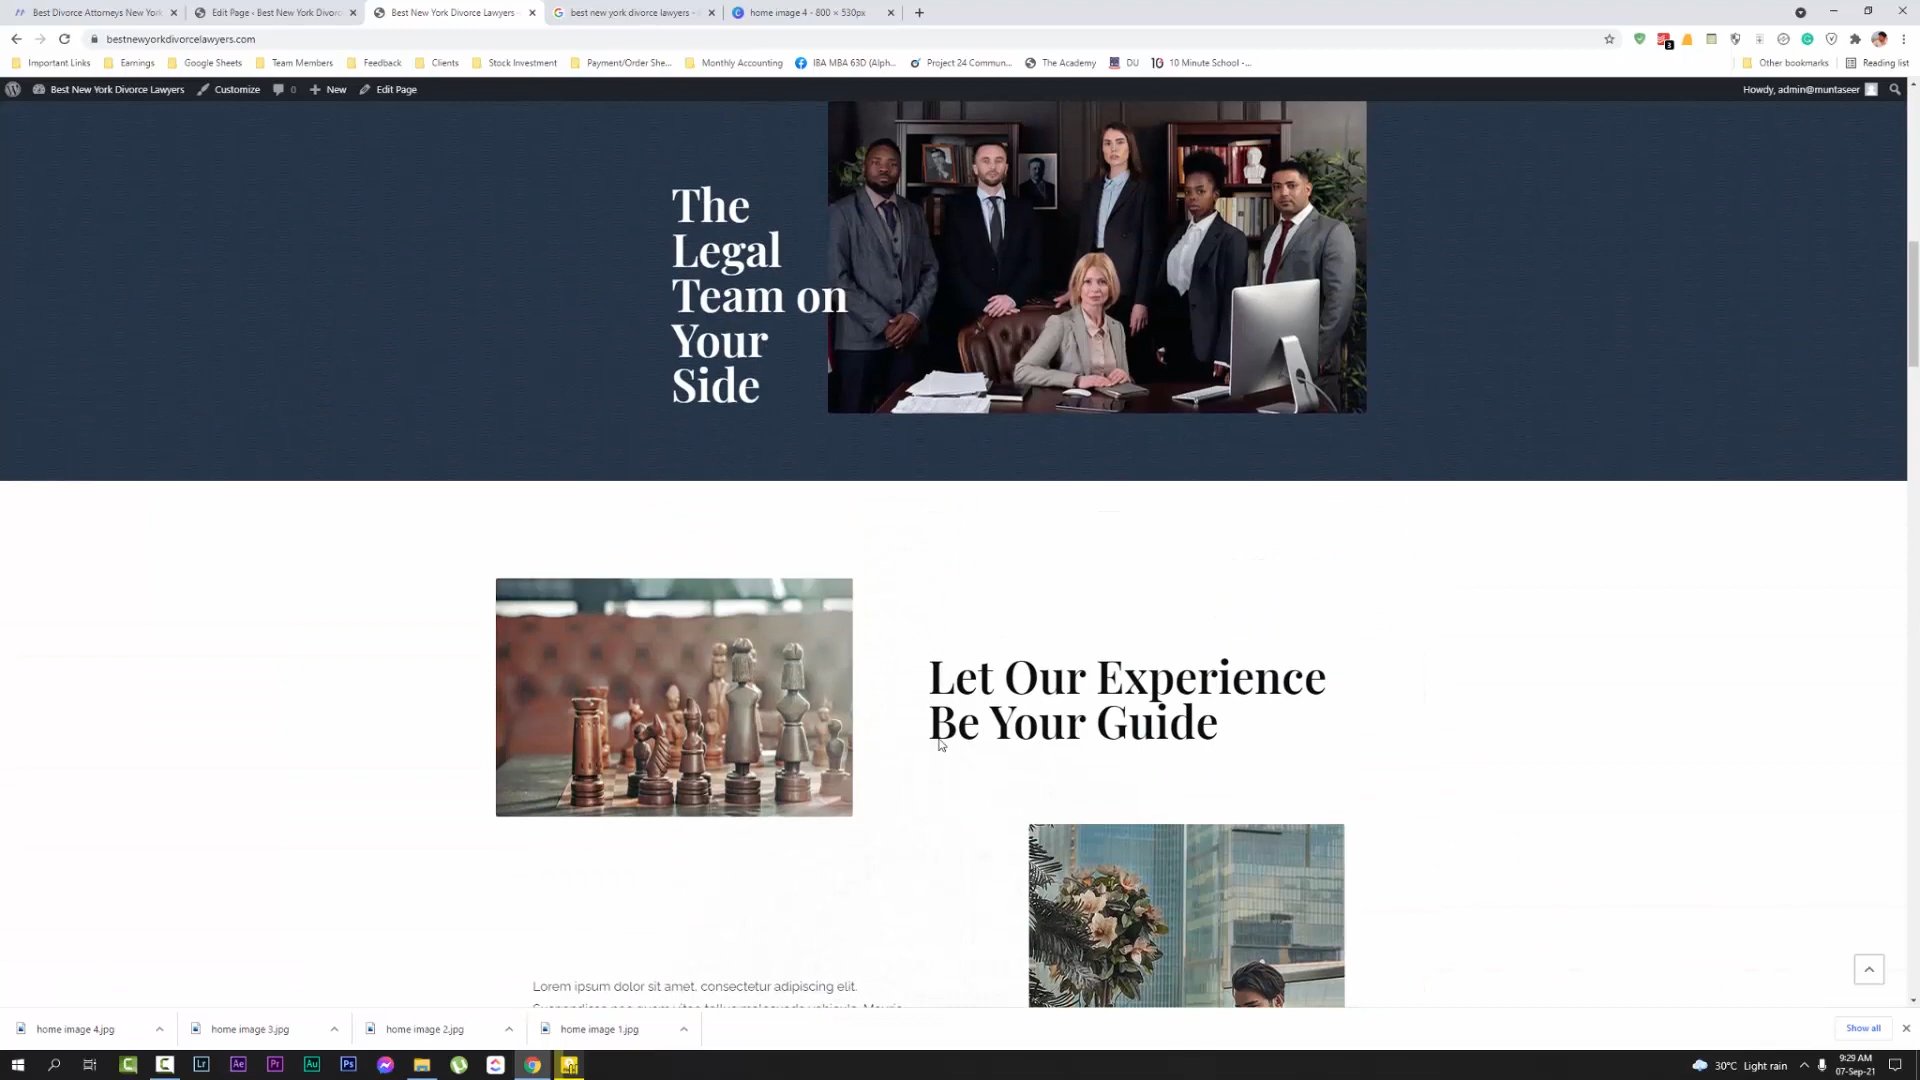 Best Divorce Attorneys New York
Edit Page ‹ Best New York Divorc
Best New York Divorce Lawyers
best new york divorce lawyers -
home image 4 - 800 × 530px
bestnewyorkdivorcelawyers.com
Important Links
Earnings
Google Sheets
Team Members
Feedback
Clients
Stock Investment
Payment/Order She...
Monthly Accounting
IBA MBA 63D (Alph...
Project 24 Commun...
The Academy
DU
10 Minute School -...
Other bookmarks
Reading list
Best New York Divorce Lawyers
Customize
0
New
Edit Page
Howdy, admin@muntaseer
The
Legal
Team on
Your
Side
Let Our Experience
Be Your Guide
Lorem ipsum dolor sit amet, consectetur adipiscing elit.
home image 4.jpg
home image 3.jpg
home image 2.jpg
home image 1.jpg
Show all
Lr
Ae
Pr
Au
Ps
30°C Light rain
9:29 AM
07-Sep-21